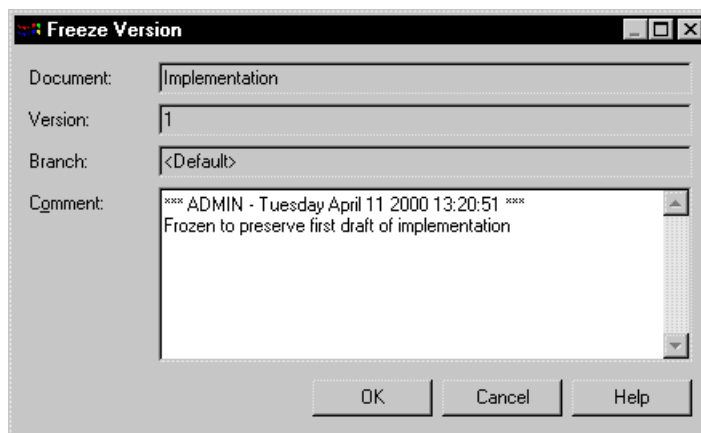 Freeze Version
Document: Implementation
Version: 1
Branch: <Default>
Comment: *** ADMIN - Tuesday April 11 2000 13:20:51 ***
Frozen to preserve first draft of implementation
OK Cancel Help